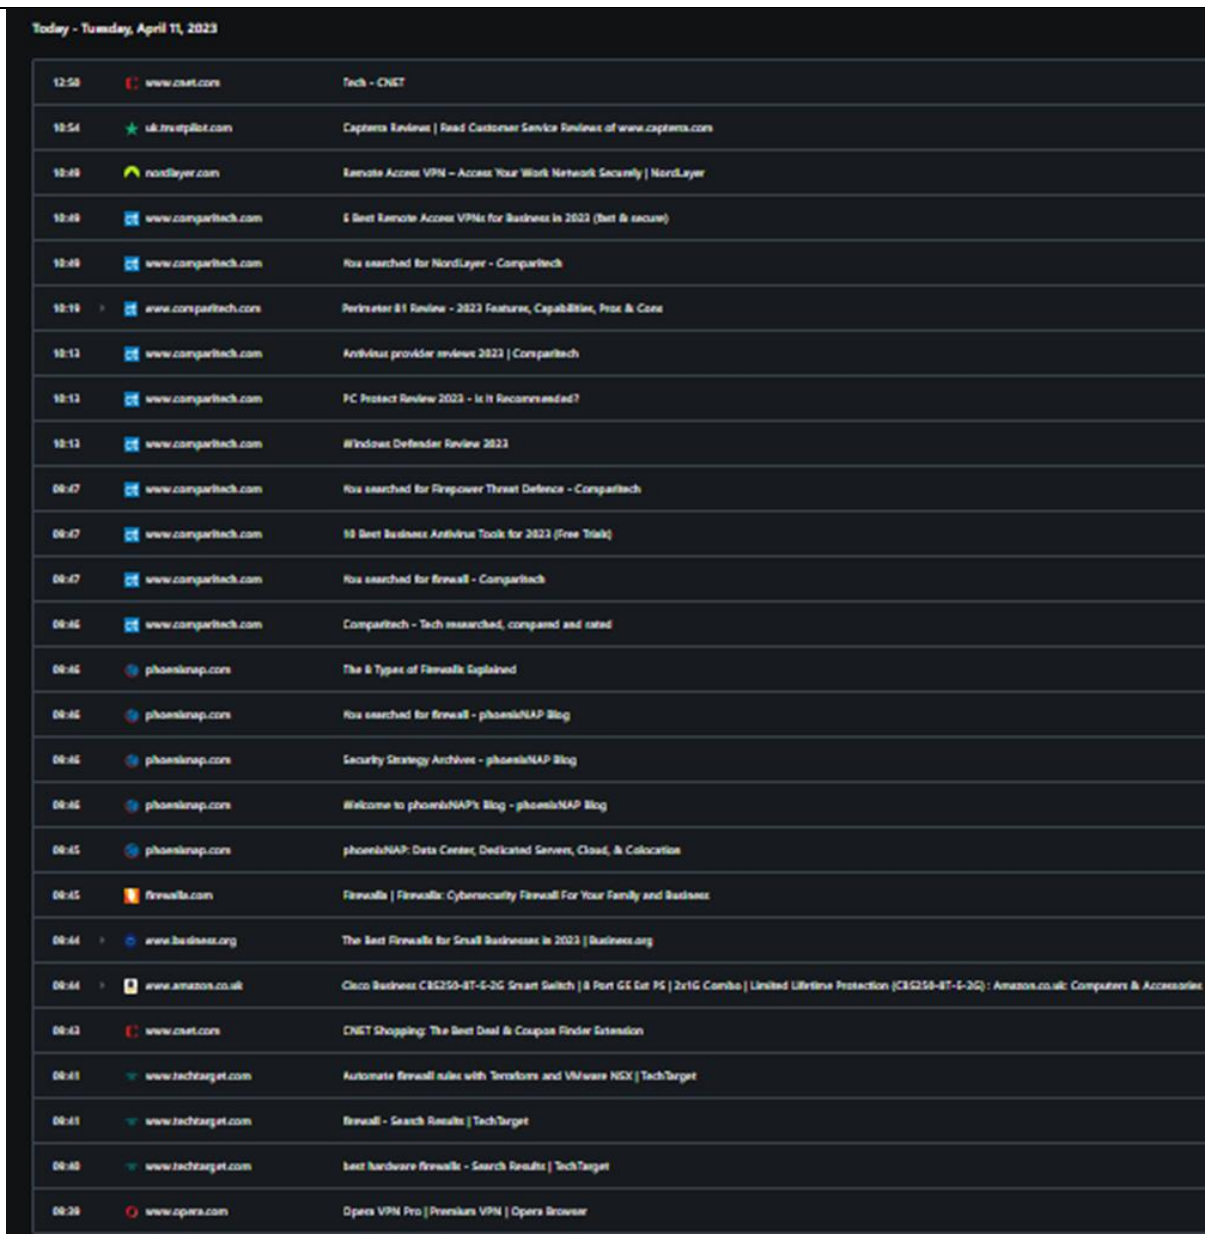 Today - Tuesday, April 11, 2023
12:50 www.cnet.com Tech - CNET
10:54 uk.trustpilot.com Capterra Reviews | Read Customer Service Reviews of www.capterra.com
10:49 nordlayer.com Remote Access VPN – Access Your Work Network Securely | NordLayer
10:49 www.comparitech.com 6 Best Remote Access VPNs for Business in 2023 (fast & secure)
10:49 www.comparitech.com You searched for NordLayer - Comparitech
10:19 www.comparitech.com Perimeter 81 Review - 2023 Features, Capabilities, Pros & Cons
10:13 www.comparitech.com Antivirus provider reviews 2023 | Comparitech
10:13 www.comparitech.com PC Protect Review 2023 - Is It Recommended?
10:13 www.comparitech.com Windows Defender Review 2023
09:47 www.comparitech.com You searched for Firepower Threat Defence - Comparitech
09:47 www.comparitech.com 10 Best Business Antivirus Tools for 2023 (Free Trials)
09:47 www.comparitech.com You searched for firewall - Comparitech
09:46 www.comparitech.com Comparitech - Tech researched, compared and rated
09:46 phoenixnap.com The 8 Types of Firewalls Explained
09:46 phoenixnap.com You searched for firewall - phoenixNAP Blog
09:46 phoenixnap.com Security Strategy Archives - phoenixNAP Blog
09:46 phoenixnap.com Welcome to phoenixNAP's Blog - phoenixNAP Blog
09:45 phoenixnap.com phoenixNAP: Data Center, Dedicated Servers, Cloud, & Colocation
09:45 firewalla.com Firewalla | Firewalla: Cybersecurity Firewall For Your Family and Business
09:44 www.business.org The Best Firewalls for Small Businesses in 2023 | Business.org
09:44 www.amazon.co.uk Cisco Business CBS250-8T-E-2G Smart Switch | 8 Port GE Ext PS | 2x1G Combo | Limited Lifetime Protection (CBS250-8T-E-2G) : Amazon.co.uk: Computers & Accessories
09:43 www.cnet.com CNET Shopping: The Best Deal & Coupon Finder Extension
09:41 www.techtarget.com Automate firewall rules with Terraform and VMware NSX | TechTarget
09:41 www.techtarget.com firewall - Search Results | TechTarget
09:40 www.techtarget.com best hardware firewalls - Search Results | TechTarget
09:39 www.opera.com Opera VPN Pro | Premium VPN | Opera Browser